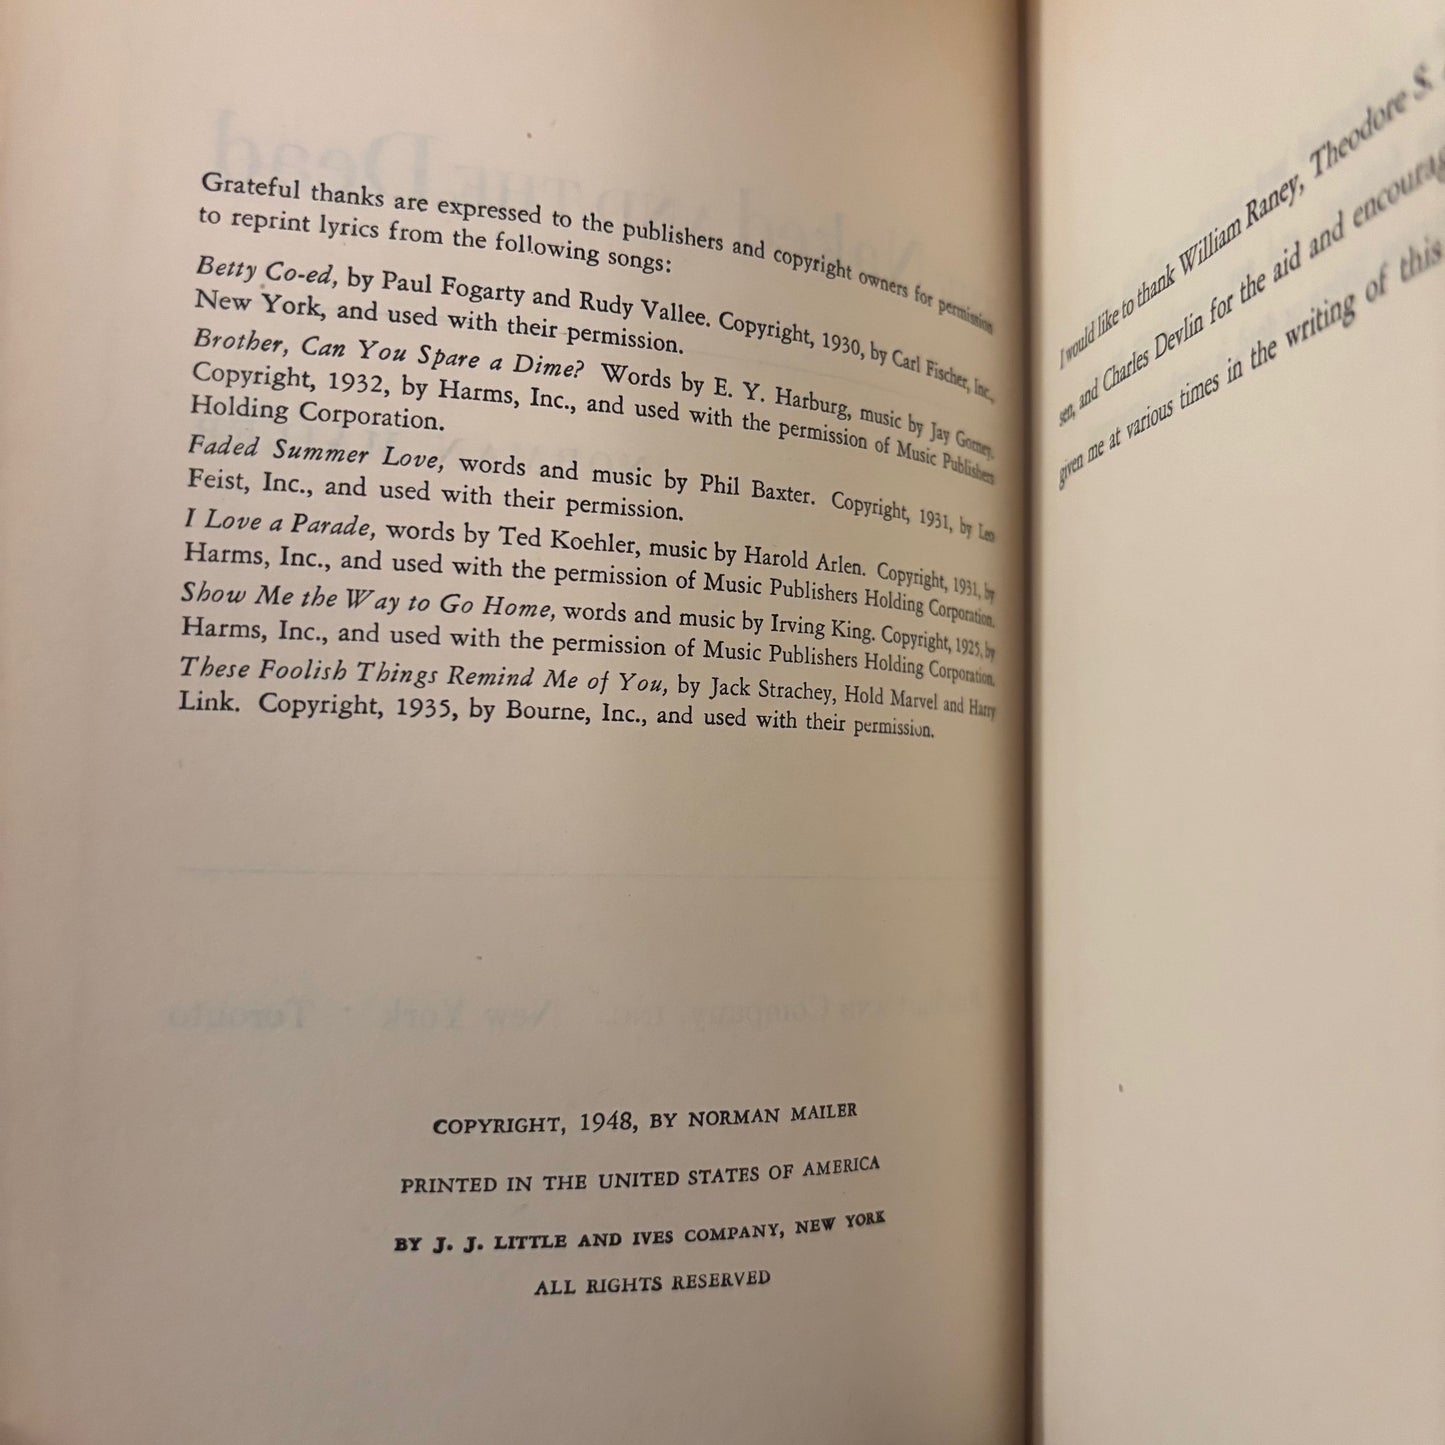 Grateful thanks are expressed to the publishers and copyright owners for permission
to reprint lyrics from the following songs:
Betty Co-ed, by Paul Fogarty and Rudy Vallee. Copyright, 1930, by Carl Fischer, Inc.,
New York, and used with their permission.
Brother, Can You Spare a Dime? Words by E. Y. Harburg, music by Jay Gorney.
Copyright, 1932, by Harms, Inc., and used with the permission of Music Publishers
Holding Corporation.
Faded Summer Love, words and music by Phil Baxter. Copyright, 1931, by Leo
Feist, Inc., and used with their permission.
I Love a Parade, words by Ted Koehler, music by Harold Arlen. Copyright, 1931, by
Harms, Inc., and used with the permission of Music Publishers Holding Corporation.
Show Me the Way to Go Home, words and music by Irving King. Copyright, 1925, by
Harms, Inc., and used with the permission of Music Publishers Holding Corporation.
These Foolish Things Remind Me of You, by Jack Strachey, Hold Marvel and Harry
Link. Copyright, 1935, by Bourne, Inc., and used with their permission.
COPYRIGHT, 1948, BY NORMAN MAILER
PRINTED IN THE UNITED STATES OF AMERICA
BY J. J. LITTLE AND IVES COMPANY, NEW YORK
ALL RIGHTS RESERVED
I would like to thank William Raney, Theodore S.
sen, and Charles Devlin for the aid and encourag
given me at various times in the writing of this